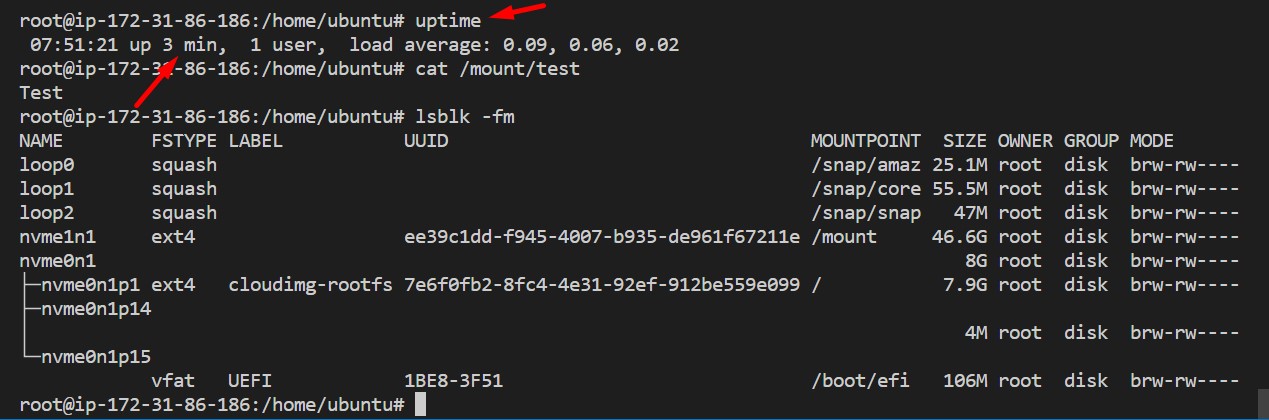 root@ip-172-31-86-186:/home/ubuntu# uptime
 07:51:21 up 3 min,  1 user,  load average: 0.09, 0.06, 0.02
root@ip-172-31-86-186:/home/ubuntu# cat /mount/test
Test
root@ip-172-31-86-186:/home/ubuntu# lsblk -fm
NAME        FSTYPE LABEL           UUID                                 MOUNTPOINT  SIZE OWNER GROUP MODE
loop0       squash                                                      /snap/amaz 25.1M root  disk  brw-rw----
loop1       squash                                                      /snap/core 55.5M root  disk  brw-rw----
loop2       squash                                                      /snap/snap   47M root  disk  brw-rw----
nvme1n1     ext4                   ee39c1dd-f945-4007-b935-de961f67211e /mount     46.6G root  disk  brw-rw----
nvme0n1                                                                               8G root  disk  brw-rw----
├─nvme0n1p1 ext4   cloudimg-rootfs 7e6f0fb2-8fc4-4e31-92ef-912be559e099 /           7.9G root  disk  brw-rw----
├─nvme0n1p14
│                                                                                     4M root  disk  brw-rw----
└─nvme0n1p15
            vfat   UEFI            1BE8-3F51                            /boot/efi   106M root  disk  brw-rw----
root@ip-172-31-86-186:/home/ubuntu#